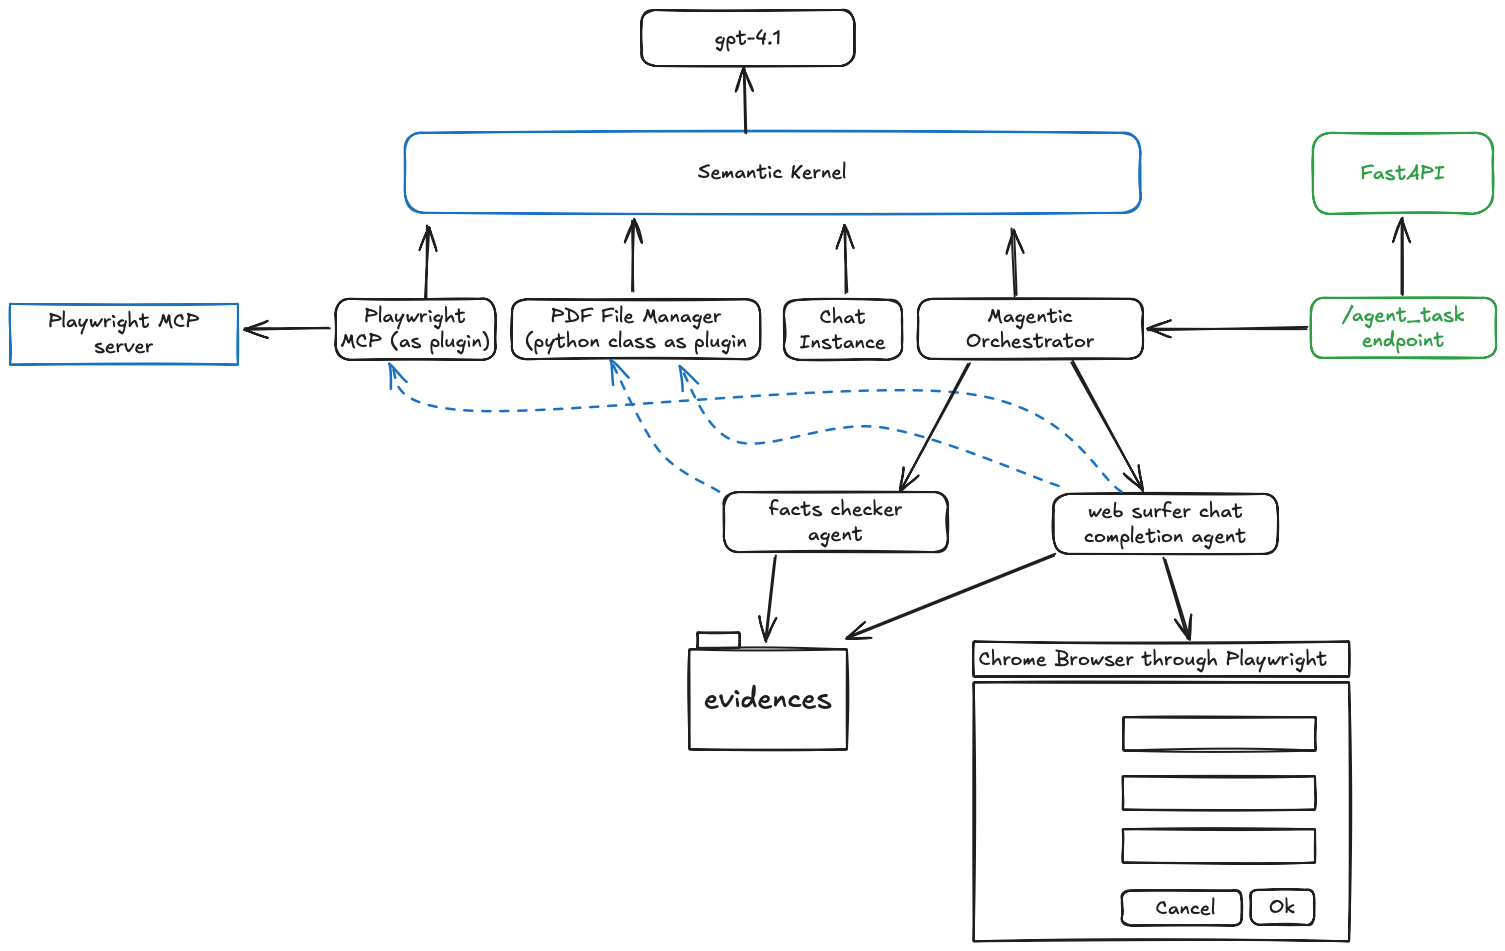 gpt-4.1
Semantic Kernel
FastAPI
Playwright MCP
server
Playwright
MCP (as plugin)
PDF File Manager
(python class as plugin
Chat
Instance
Magentic
Orchestrator
/agent_task
endpoint
facts checker
agent
web surfer chat
completion agent
evidences
Chrome Browser through Playwright
Cancel
Ok